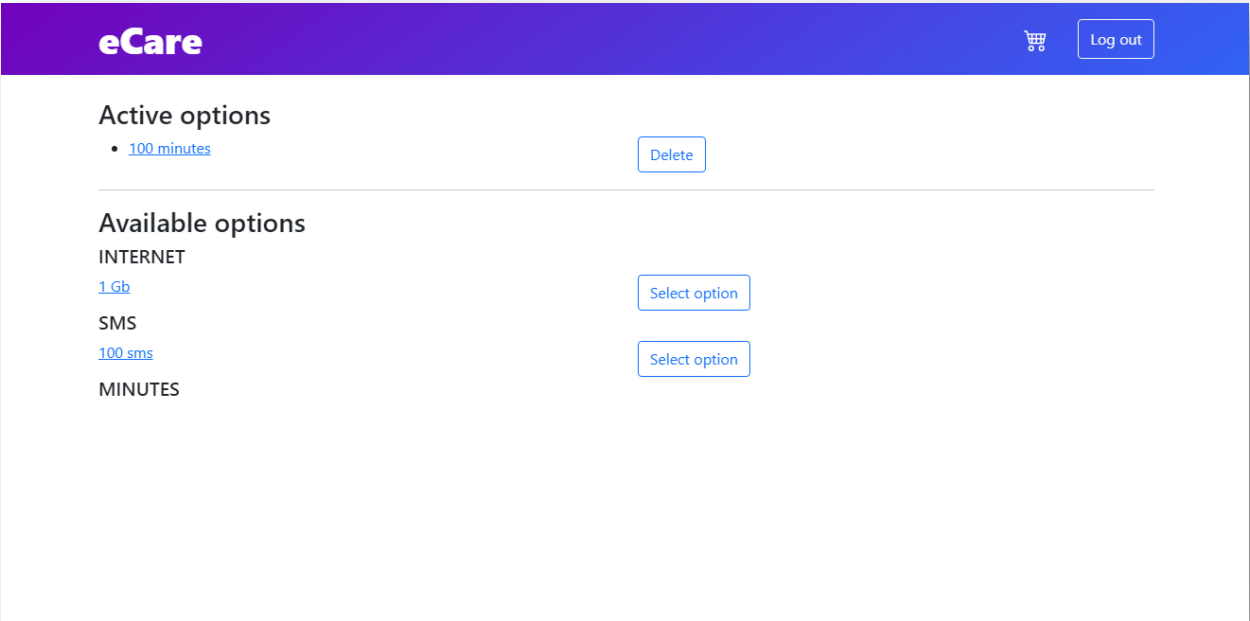 eCare
Log out
Active options
• 100 minutes
Delete
Available options
INTERNET
1 Gb
Select option
SMS
100 sms
Select option
MINUTES